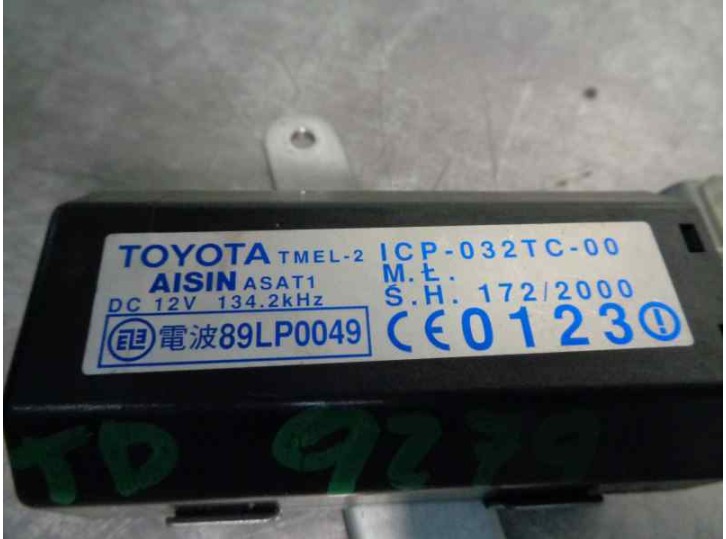 TOYOTA TMEL-2 ICP-032TC-00
AISIN ASAT1 M.Ł.
DC 12V 134.2kHz Ś.H. 172/2000
電波89LP0049 CE0123
TD 9279